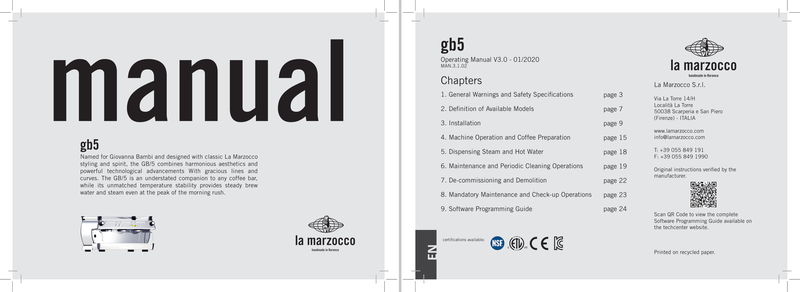 manual
gb5
Named for Giovanna Bambi and designed with classic La Marzocco
styling and spirit, the GB/5 combines harmonious aesthetics and
powerful technological advancements With gracious lines and
curves. The GB/5 is an understated companion to any coffee bar,
while its unmatched temperature stability provides steady brew
water and steam even at the peak of the morning rush.
la marzocco
handmade in florence
gb5
Operating Manual V3.0 - 01/2020
MAN.3.1.02
Chapters
1. General Warnings and Safety Specifications page 3
2. Definition of Available Models page 7
3. Installation page 9
4. Machine Operation and Coffee Preparation page 15
5. Dispensing Steam and Hot Water page 18
6. Maintenance and Periodic Cleaning Operations page 19
7. De-commissioning and Demolition page 22
8. Mandatory Maintenance and Check-up Operations page 23
9. Software Programming Guide page 24
EN
certifications available:
NSF
ETL
CE
la marzocco
handmade in florence
La Marzocco S.r.l.
Via La Torre 14/H
Località La Torre
50038 Scarperia e San Piero
(Firenze) - ITALIA
www.lamarzocco.com
info@lamarzocco.com
T: +39 055 849 191
F: +39 055 849 1990
Original instructions verified by the
manufacturer.
Scan QR Code to view the complete
Software Programming Guide available on
the techcenter website.
Printed on recycled paper.